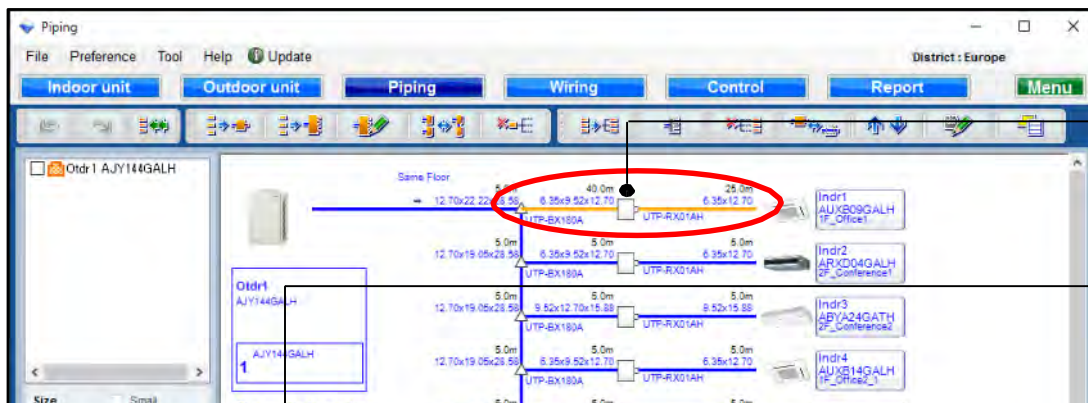 Piping
File Preference Tool Help Update District : Europe
Indoor unit Outdoor unit Piping Wiring Control Report Menu
Otdr1 AJY144GALH
Same Floor
40.0m 25.0m
6.35x9.52x12.70 6.35x12.70
UTP-BX180A UTP-RX01AH
Indr1
AUXB09GALH
1F_Office1
5.0m 5.0m 5.0m
12.70x19.05x28.58 6.35x9.52x12.70 6.35x12.70
UTP-BX180A UTP-RX01AH
Indr2
ARXD04GALH
2F_Conference1
Otdr1
5.0m 5.0m 5.0m
12.70x19.05x28.58 9.52x12.70x15.88 9.52x15.88
UTP-BX180A UTP-RX01AH
Indr3
ABYA24GATH
2F_Conference2
AJY144GALH
1
5.0m 5.0m 5.0m
12.70x19.05x28.58 6.35x9.52x12.70 6.35x12.70
UTP-BX180A UTP-RX01AH
Indr4
AUXB14GALH
1F_Office2_1
Size Small